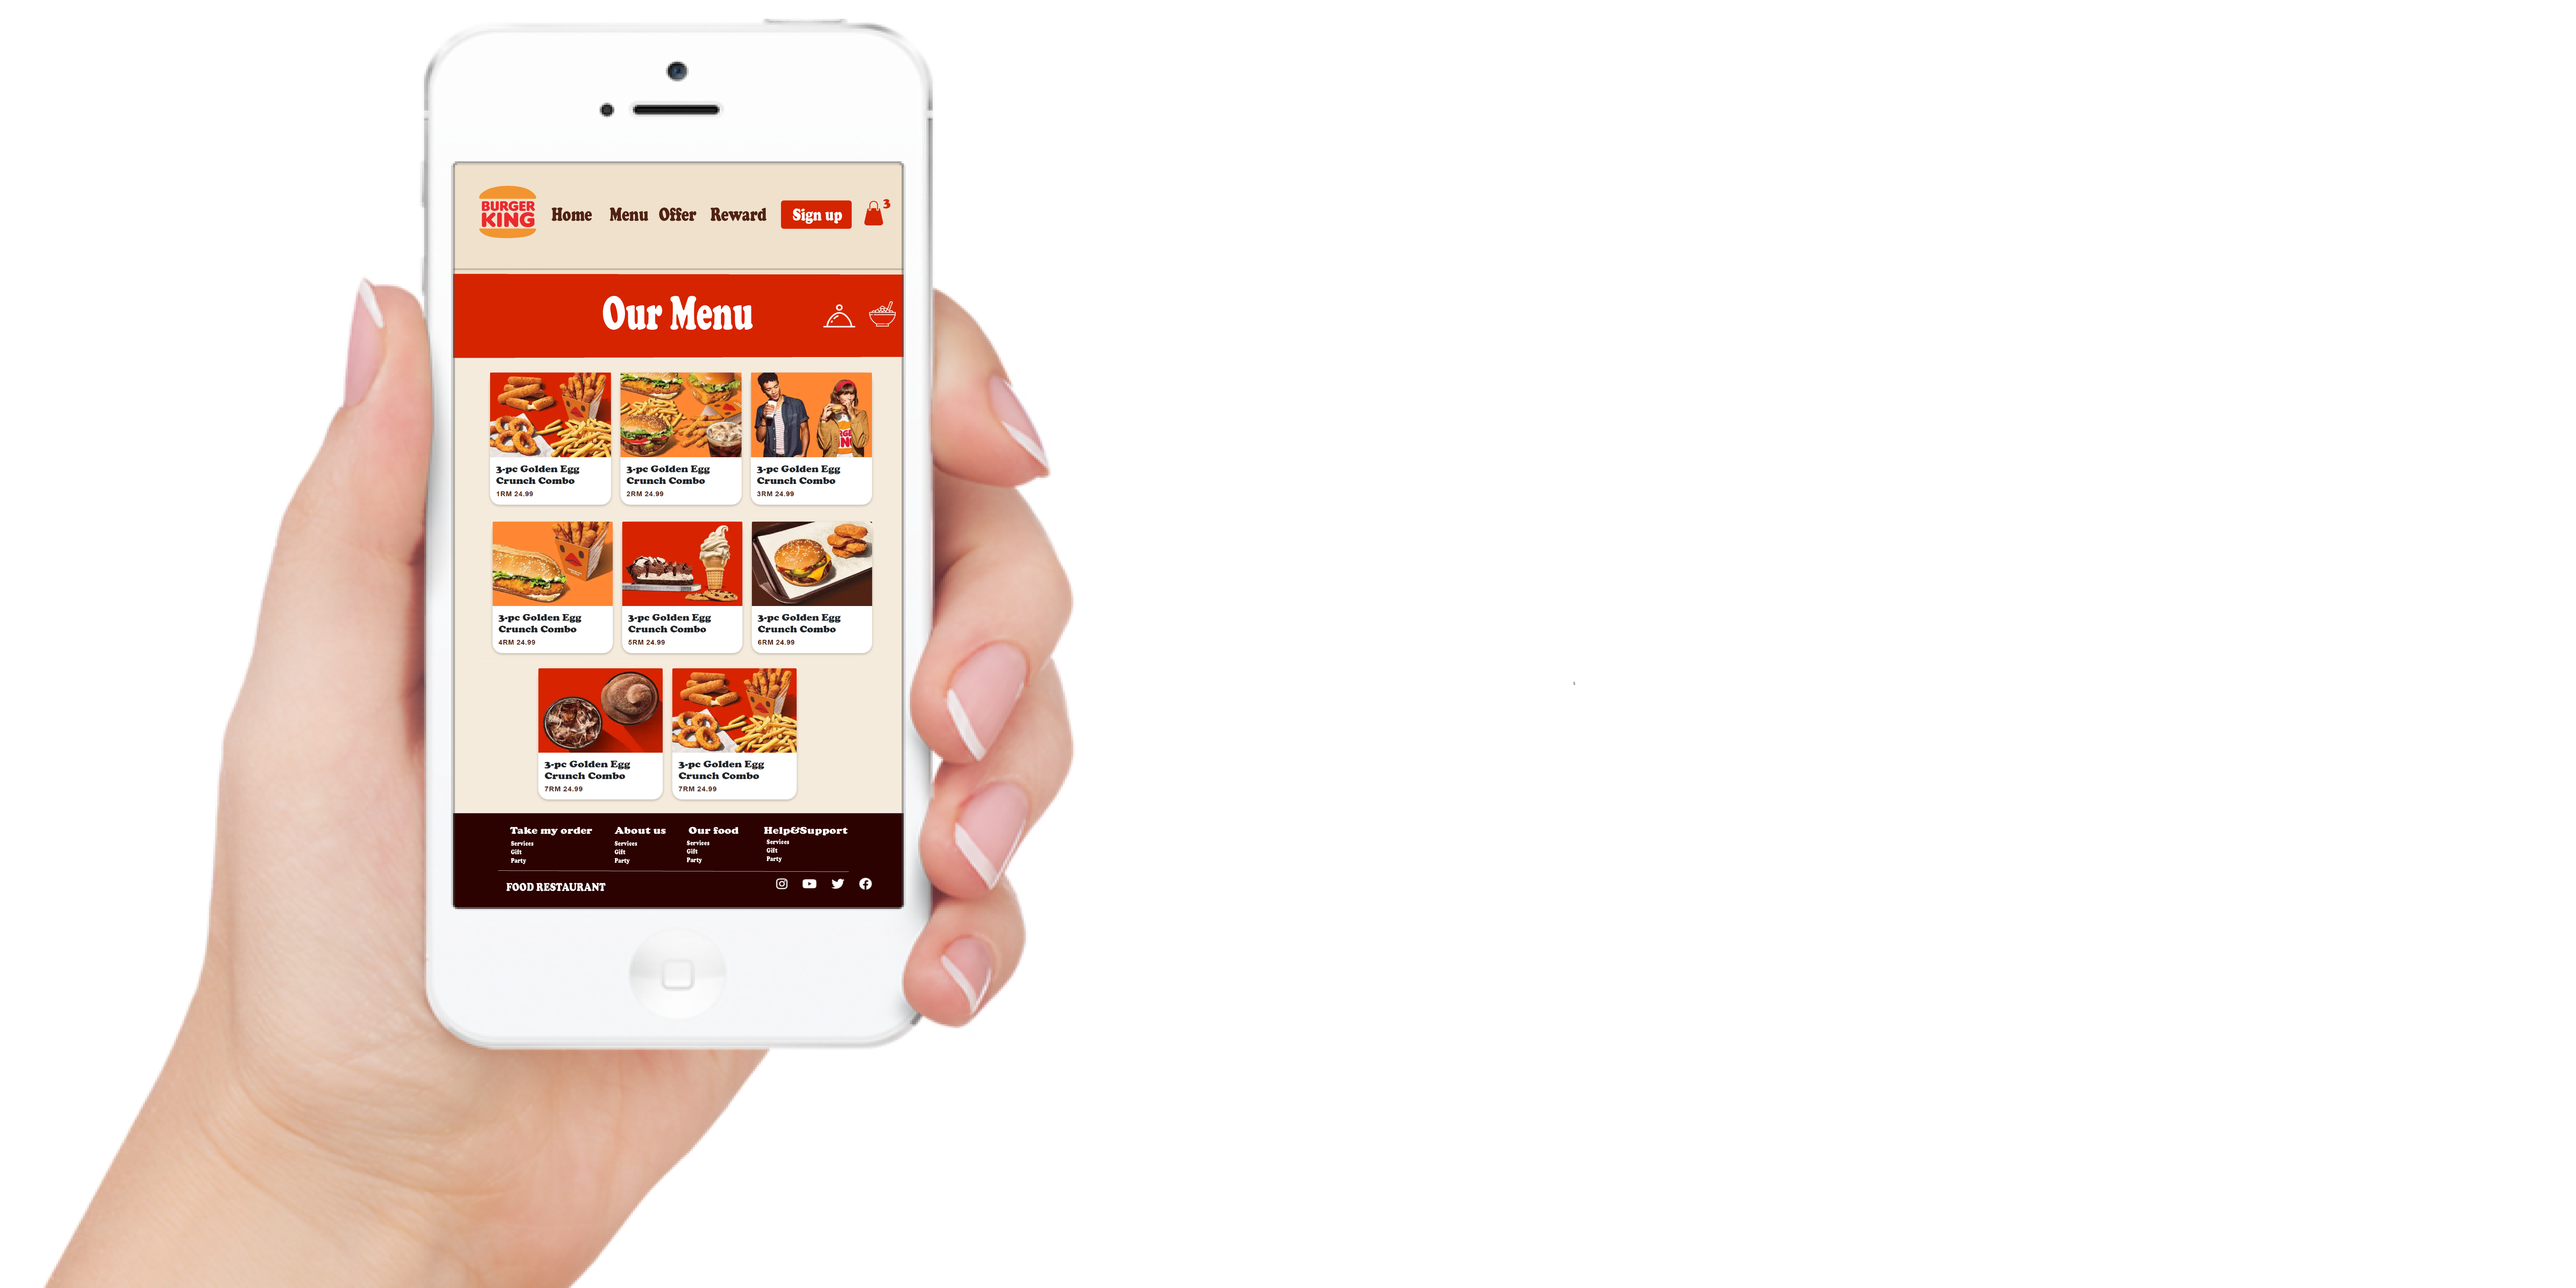 BURGER
KING
Home Menu Offer Reward Sign up 3
Our Menu
3-pc Golden Egg
Crunch Combo
1RM 24.99
3-pc Golden Egg
Crunch Combo
2RM 24.99
3-pc Golden Egg
Crunch Combo
3RM 24.99
3-pc Golden Egg
Crunch Combo
4RM 24.99
3-pc Golden Egg
Crunch Combo
5RM 24.99
3-pc Golden Egg
Crunch Combo
6RM 24.99
3-pc Golden Egg
Crunch Combo
7RM 24.99
3-pc Golden Egg
Crunch Combo
7RM 24.99
Take my order
Services
Gift
Party
About us
Services
Gift
Party
Our food
Services
Gift
Party
Help&Support
Services
Gift
Party
FOOD RESTAURANT